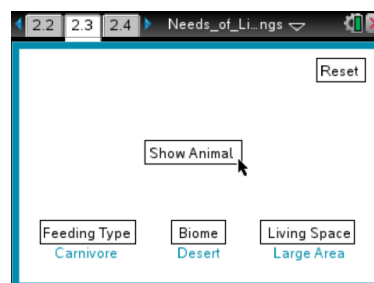 2.2 2.3 2.4 Needs_of_Li...ngs
Reset
Show Animal
Feeding Type Biome Living Space
Carnivore Desert Large Area